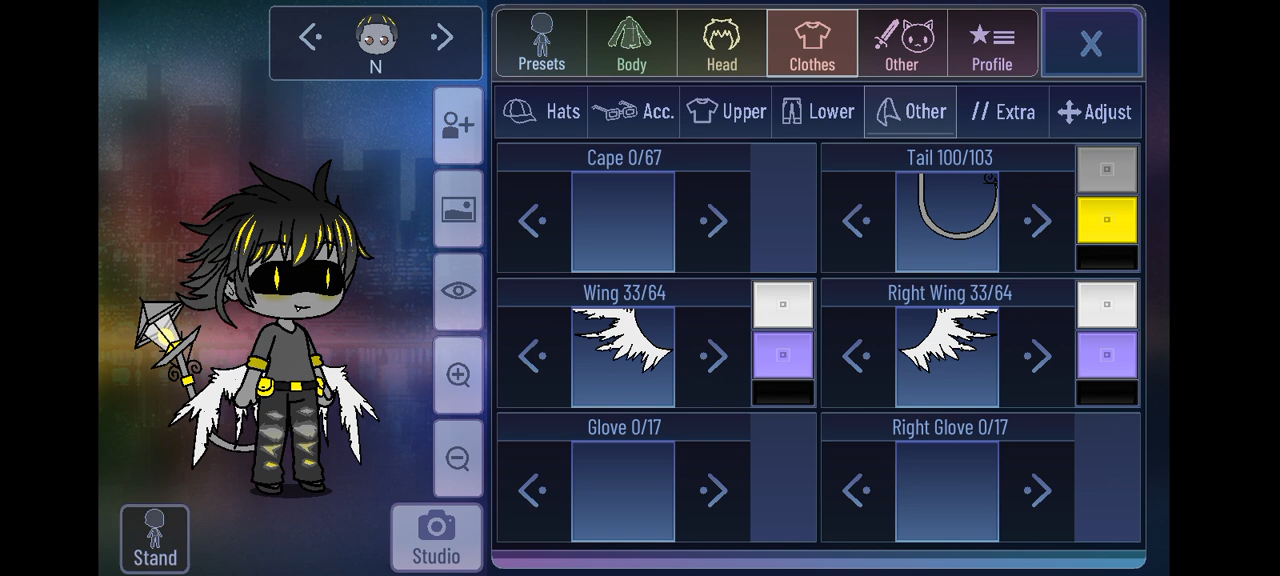 N
Presets
Body
Head
Clothes
Other
Profile
X
Hats
Acc.
Upper
Lower
Other
Extra
Adjust
Cape 0/67
Tail 100/103
Wing 33/64
Right Wing 33/64
Glove 0/17
Right Glove 0/17
Stand
Studio